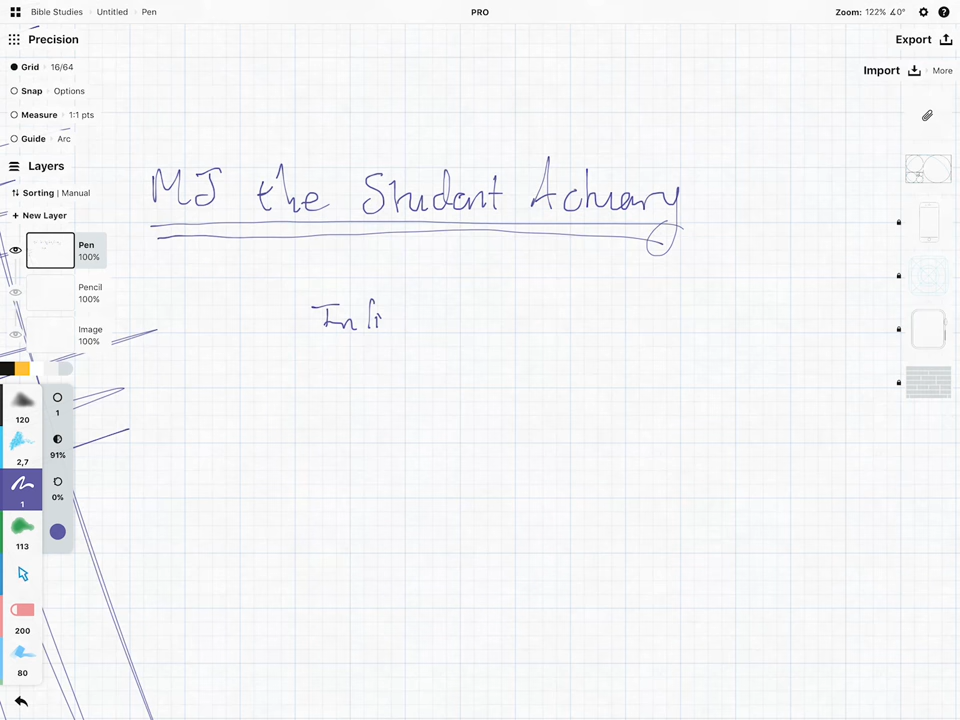 Bible Studies › Untitled › Pen
PRO
Zoom: 122% ∡0°
Precision
Export
Grid › 16/64
Import
More
Snap › Options
Measure › 1:1 pts
Guide › Arc
Layers
Sorting | Manual
+ New Layer
Pen
100%
Pencil
100%
Image
100%
MJ the Student Actuary
Infi
120
1
2,7
91%
1
0%
113
200
80